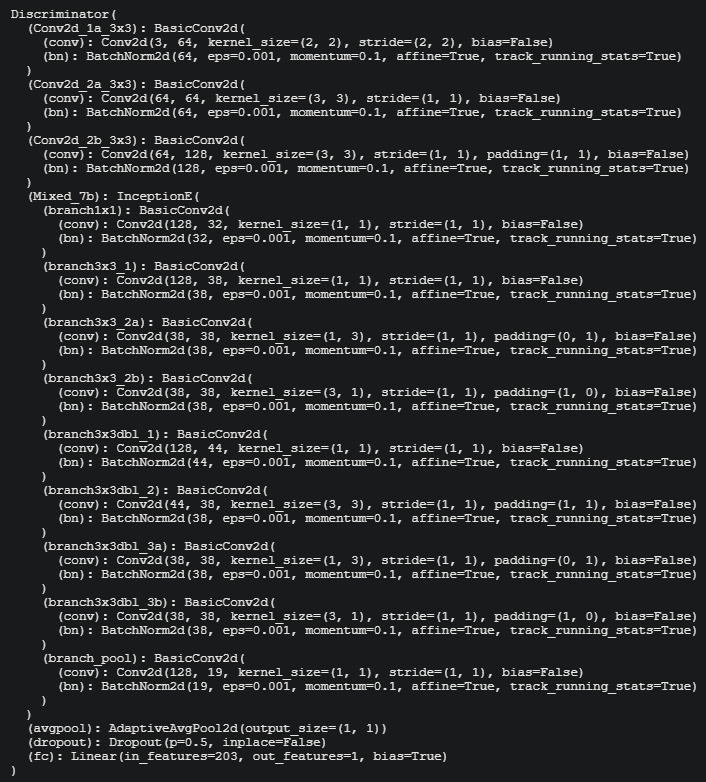 Discriminator(
  (Conv2d_1a_3x3): BasicConv2d(
    (conv): Conv2d(3, 64, kernel_size=(2, 2), stride=(2, 2), bias=False)
    (bn): BatchNorm2d(64, eps=0.001, momentum=0.1, affine=True, track_running_stats=True)
  )
  (Conv2d_2a_3x3): BasicConv2d(
    (conv): Conv2d(64, 64, kernel_size=(3, 3), stride=(1, 1), bias=False)
    (bn): BatchNorm2d(64, eps=0.001, momentum=0.1, affine=True, track_running_stats=True)
  )
  (Conv2d_2b_3x3): BasicConv2d(
    (conv): Conv2d(64, 128, kernel_size=(3, 3), stride=(1, 1), padding=(1, 1), bias=False)
    (bn): BatchNorm2d(128, eps=0.001, momentum=0.1, affine=True, track_running_stats=True)
  )
  (Mixed_7b): InceptionE(
    (branch1x1): BasicConv2d(
      (conv): Conv2d(128, 32, kernel_size=(1, 1), stride=(1, 1), bias=False)
      (bn): BatchNorm2d(32, eps=0.001, momentum=0.1, affine=True, track_running_stats=True)
    )
    (branch3x3_1): BasicConv2d(
      (conv): Conv2d(128, 38, kernel_size=(1, 1), stride=(1, 1), bias=False)
      (bn): BatchNorm2d(38, eps=0.001, momentum=0.1, affine=True, track_running_stats=True)
    )
    (branch3x3_2a): BasicConv2d(
      (conv): Conv2d(38, 38, kernel_size=(1, 3), stride=(1, 1), padding=(0, 1), bias=False)
      (bn): BatchNorm2d(38, eps=0.001, momentum=0.1, affine=True, track_running_stats=True)
    )
    (branch3x3_2b): BasicConv2d(
      (conv): Conv2d(38, 38, kernel_size=(3, 1), stride=(1, 1), padding=(1, 0), bias=False)
      (bn): BatchNorm2d(38, eps=0.001, momentum=0.1, affine=True, track_running_stats=True)
    )
    (branch3x3dbl_1): BasicConv2d(
      (conv): Conv2d(128, 44, kernel_size=(1, 1), stride=(1, 1), bias=False)
      (bn): BatchNorm2d(44, eps=0.001, momentum=0.1, affine=True, track_running_stats=True)
    )
    (branch3x3dbl_2): BasicConv2d(
      (conv): Conv2d(44, 38, kernel_size=(3, 3), stride=(1, 1), padding=(1, 1), bias=False)
      (bn): BatchNorm2d(38, eps=0.001, momentum=0.1, affine=True, track_running_stats=True)
    )
    (branch3x3dbl_3a): BasicConv2d(
      (conv): Conv2d(38, 38, kernel_size=(1, 3), stride=(1, 1), padding=(0, 1), bias=False)
      (bn): BatchNorm2d(38, eps=0.001, momentum=0.1, affine=True, track_running_stats=True)
    )
    (branch3x3dbl_3b): BasicConv2d(
      (conv): Conv2d(38, 38, kernel_size=(3, 1), stride=(1, 1), padding=(1, 0), bias=False)
      (bn): BatchNorm2d(38, eps=0.001, momentum=0.1, affine=True, track_running_stats=True)
    )
    (branch_pool): BasicConv2d(
      (conv): Conv2d(128, 19, kernel_size=(1, 1), stride=(1, 1), bias=False)
      (bn): BatchNorm2d(19, eps=0.001, momentum=0.1, affine=True, track_running_stats=True)
    )
  )
  (avgpool): AdaptiveAvgPool2d(output_size=(1, 1))
  (dropout): Dropout(p=0.5, inplace=False)
  (fc): Linear(in_features=203, out_features=1, bias=True)
)